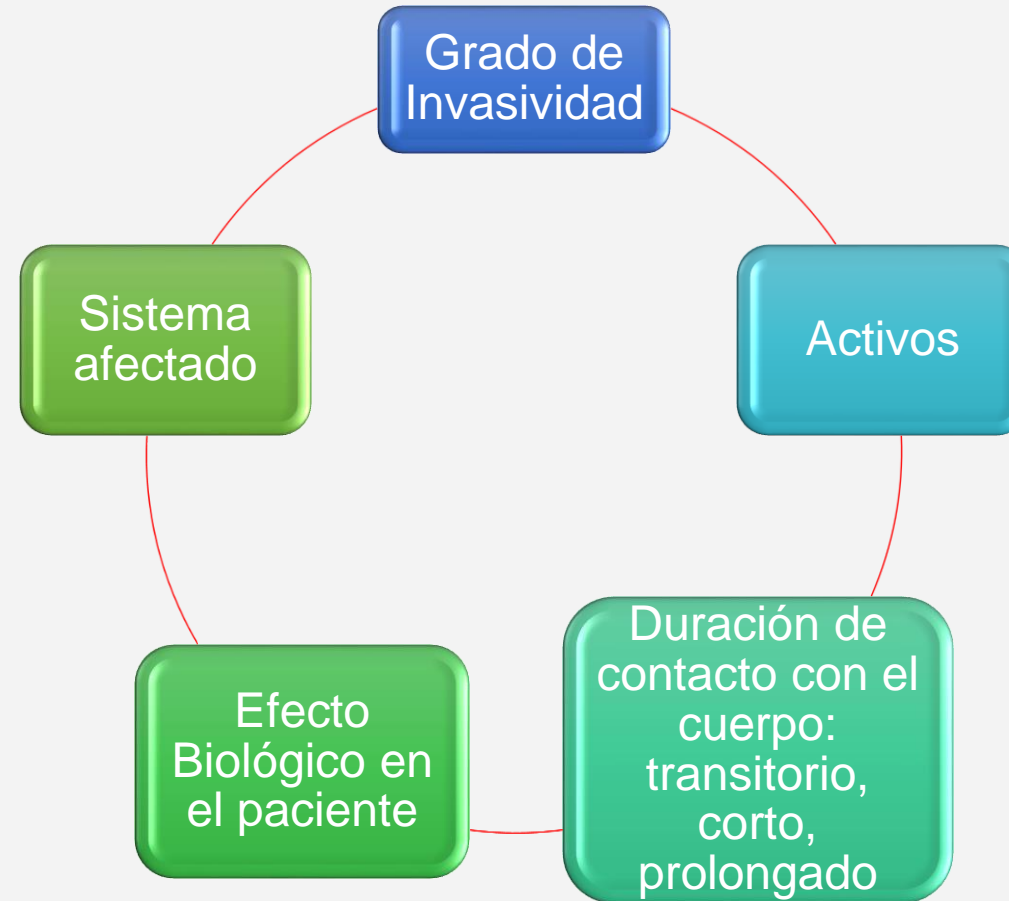 Grado de
Invasividad
Activos
Duración de
contacto con el
cuerpo:
transitorio,
corto,
prolongado
Efecto
Biológico en
el paciente
Sistema
afectado